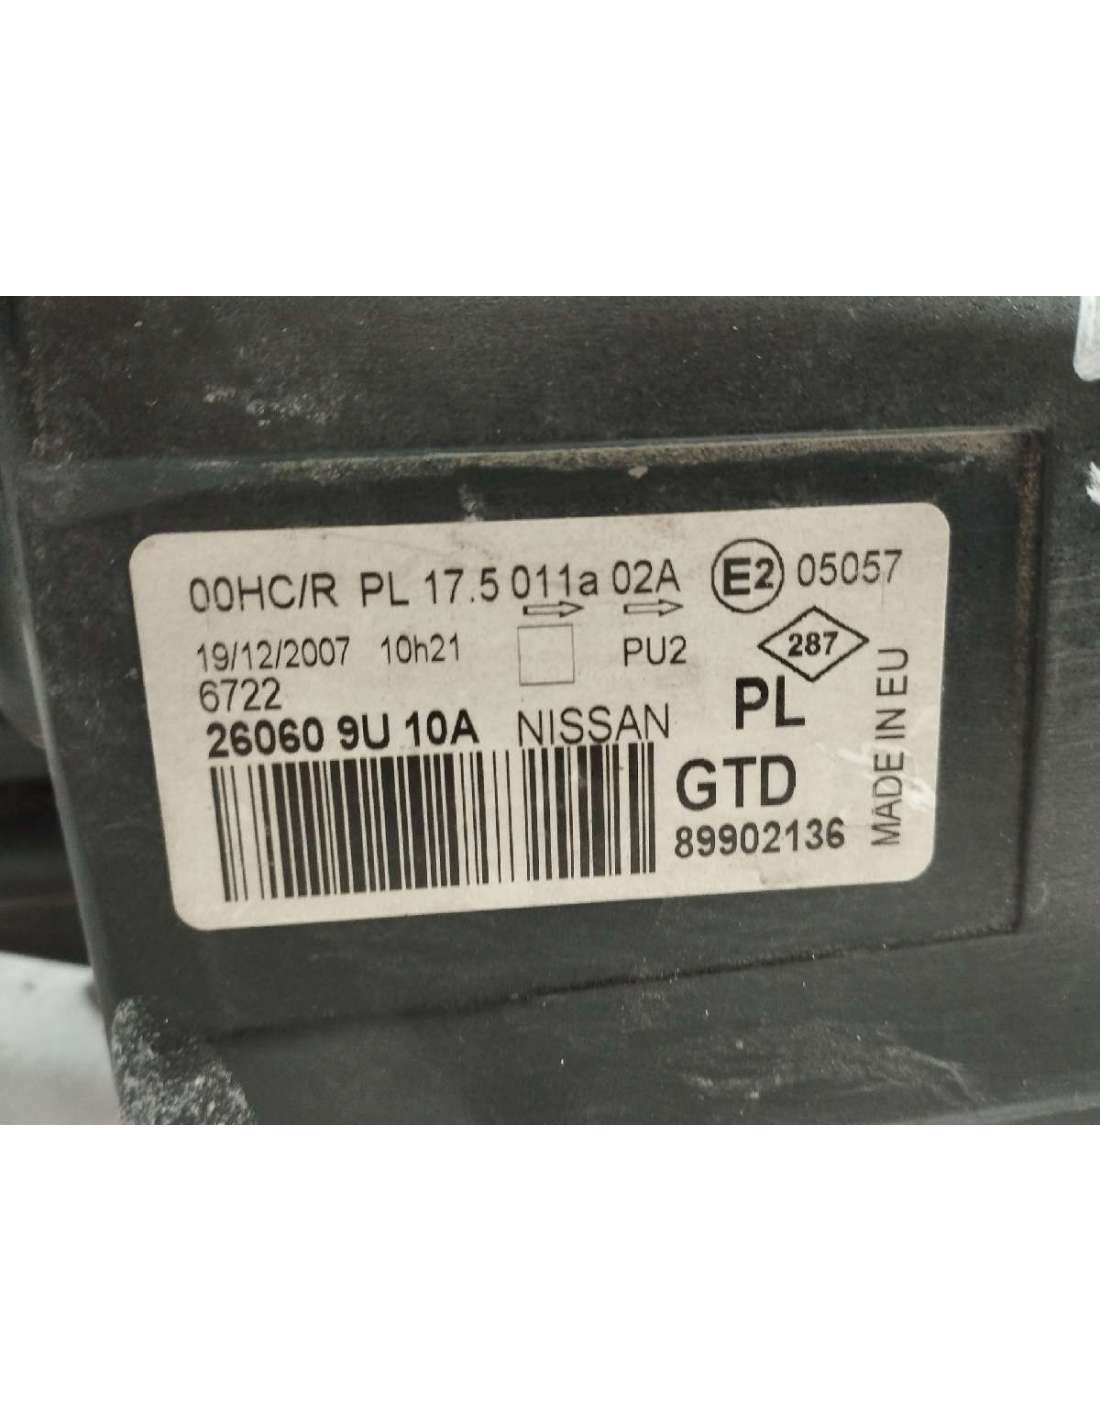 00HC/R PL 17.5 011a 02A E2 05057
19/12/2007 10h21 PU2 287
6722
26060 9U 10A NISSAN PL
GTD
89902136
MADE IN EU